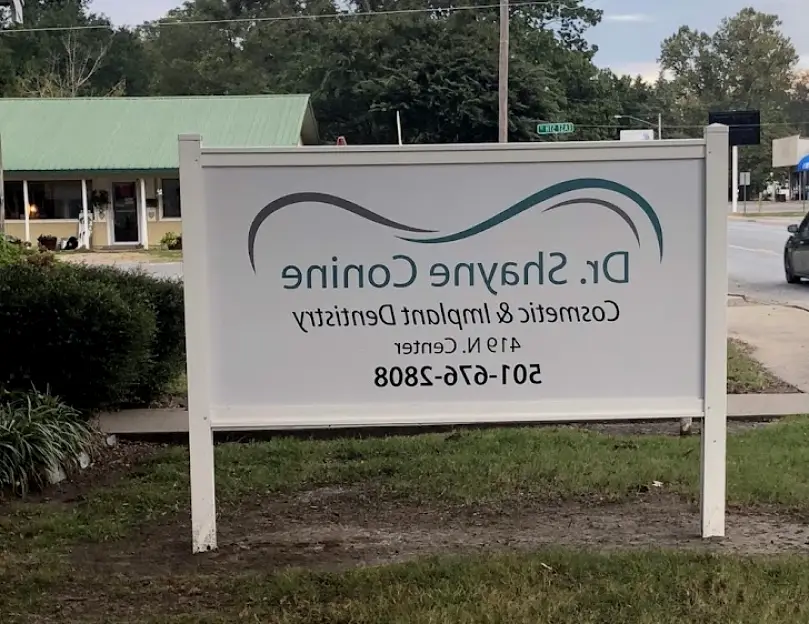 Dr. Shayne Conine
Cosmetic & Implant Dentistry
419 N. Center
501-676-2808